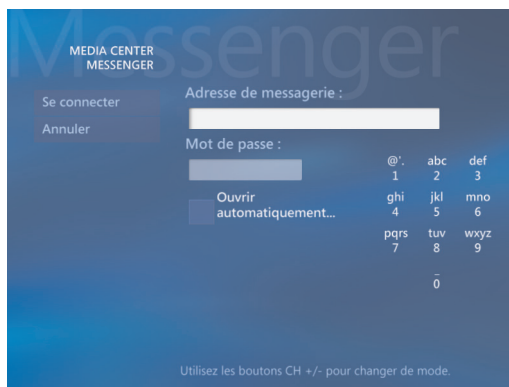 Messenger
MEDIA CENTER
MESSENGER
Se connecter
Annuler
Adresse de messagerie :
Mot de passe :
Ouvrir
automatiquement...
@'. abc def
1 2 3
ghi jkl mno
4 5 6
pqrs tuv wxyz
7 8 9
_
0
Utilisez les boutons CH +/- pour changer de mode.